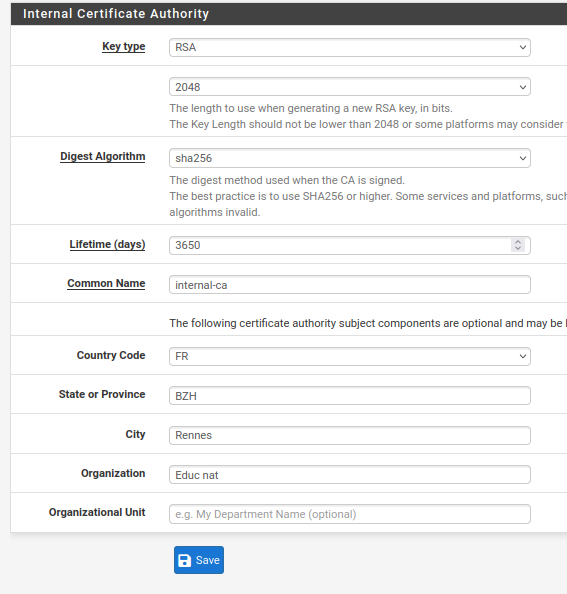 Internal Certificate Authority
Key type
RSA
2048
The length to use when generating a new RSA key, in bits.
The Key Length should not be lower than 2048 or some platforms may consider
Digest Algorithm
sha256
The digest method used when the CA is signed.
The best practice is to use SHA256 or higher. Some services and platforms, such
algorithms invalid.
Lifetime (days)
3650
Common Name
internal-ca
The following certificate authority subject components are optional and may be
Country Code
FR
State or Province
BZH
City
Rennes
Organization
Educ nat
Organizational Unit
e.g. My Department Name (optional)
Save